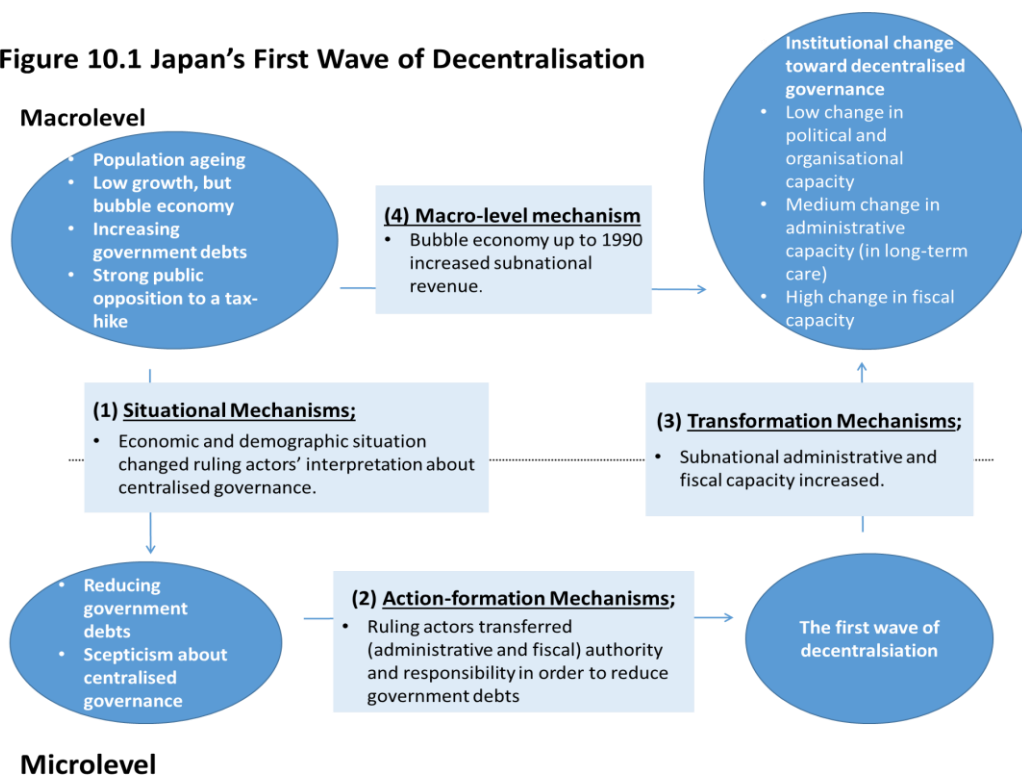 Figure 10.1 Japan's First Wave of Decentralisation
Macrolevel
• Population ageing
• Low growth, but
bubble economy
• Increasing
government debts
• Strong public
opposition to a tax-
hike
(4) Macro-level mechanism
• Bubble economy up to 1990
increased subnational
revenue.
Institutional change
toward decentralised
governance
• Low change in
political and
organisational
capacity
• Medium change in
administrative
capacity (in long-term
care)
• High change in fiscal
capacity
(1) Situational Mechanisms;
• Economic and demographic situation
changed ruling actors' interpretation about
centralised governance.
(3) Transformation Mechanisms;
• Subnational administrative and
fiscal capacity increased.
• Reducing
government
debts
• Scepticism about
centralised
governance
(2) Action-formation Mechanisms;
• Ruling actors transferred
(administrative and fiscal) authority
and responsibility in order to reduce
government debts
The first wave of
decentralsiation
Microlevel